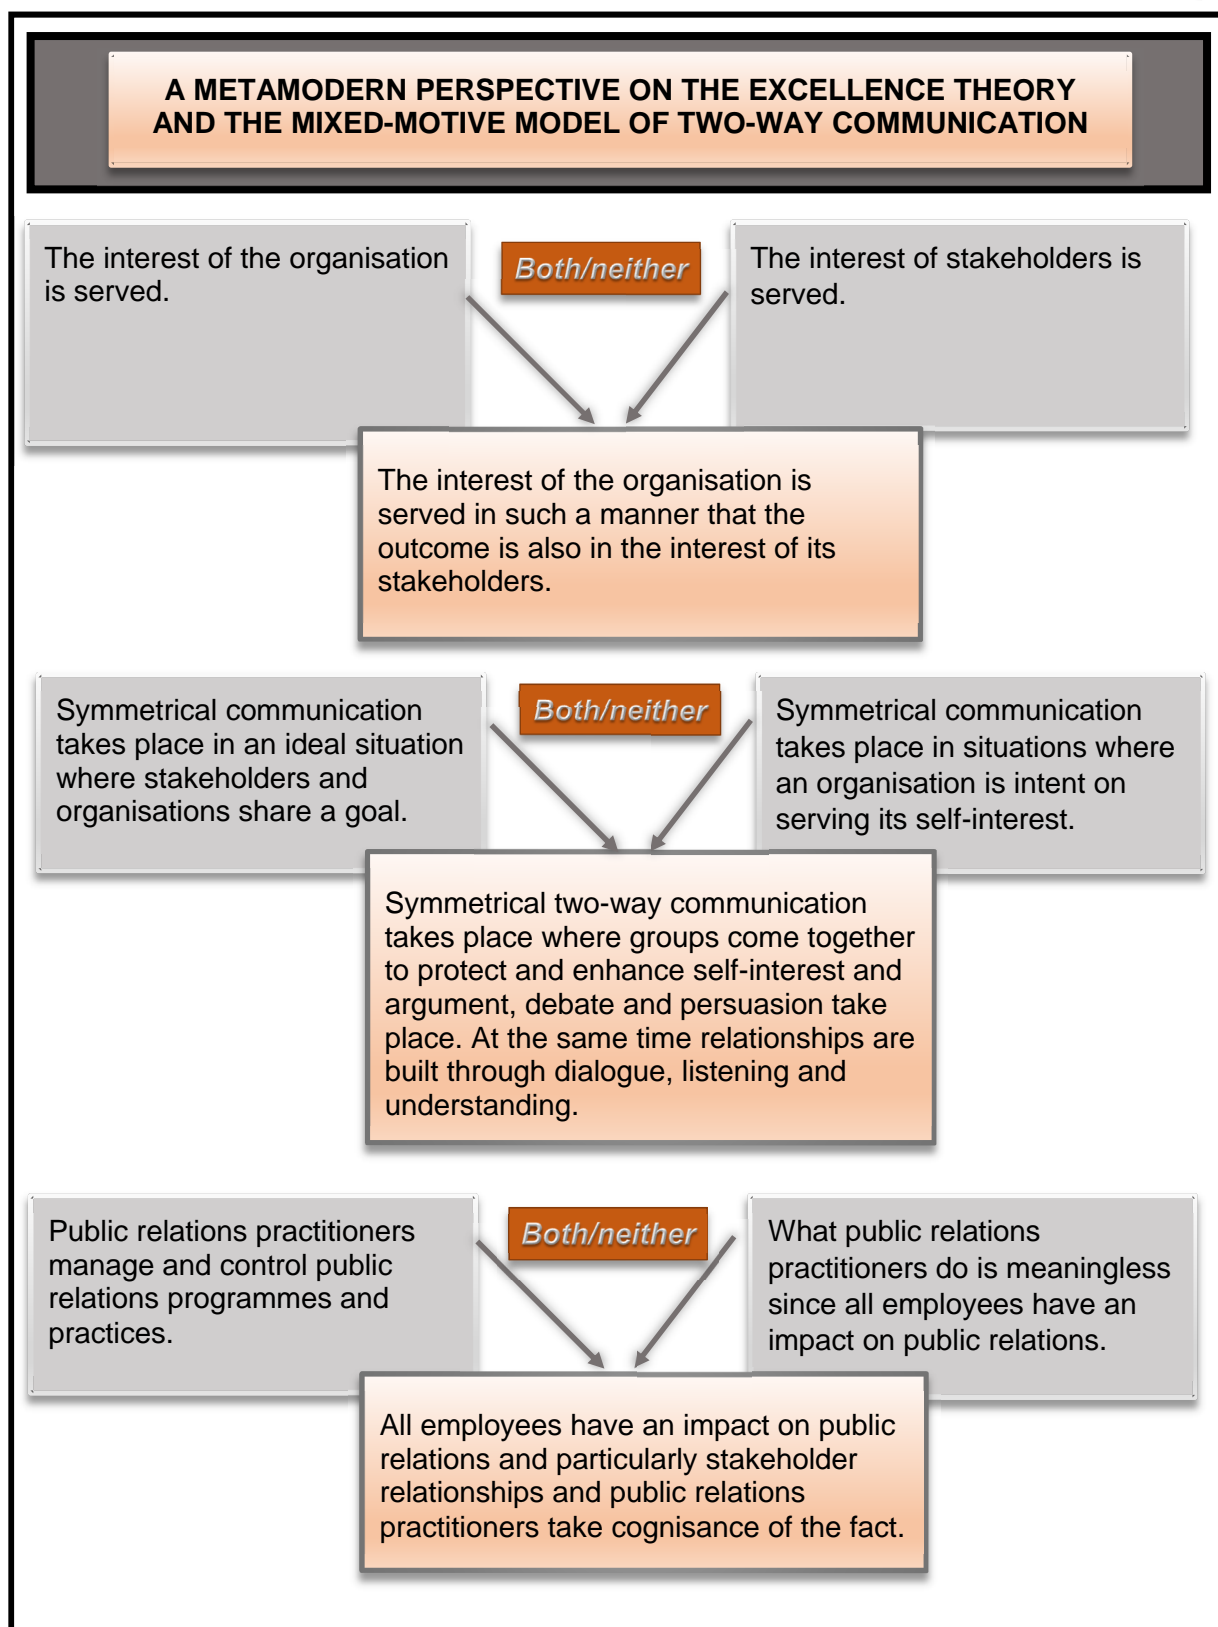 A METAMODERN PERSPECTIVE ON THE EXCELLENCE THEORY
AND THE MIXED-MOTIVE MODEL OF TWO-WAY COMMUNICATION
The interest of the organisation
is served.
Both/neither
The interest of stakeholders is
served.
The interest of the organisation is
served in such a manner that the
outcome is also in the interest of its
stakeholders.
Symmetrical communication
takes place in an ideal situation
where stakeholders and
organisations share a goal.
Both/neither
Symmetrical communication
takes place in situations where
an organisation is intent on
serving its self-interest.
Symmetrical two-way communication
takes place where groups come together
to protect and enhance self-interest and
argument, debate and persuasion take
place. At the same time relationships are
built through dialogue, listening and
understanding.
Public relations practitioners
manage and control public
relations programmes and
practices.
Both/neither
What public relations
practitioners do is meaningless
since all employees have an
impact on public relations.
All employees have an impact on public
relations and particularly stakeholder
relationships and public relations
practitioners take cognisance of the fact.